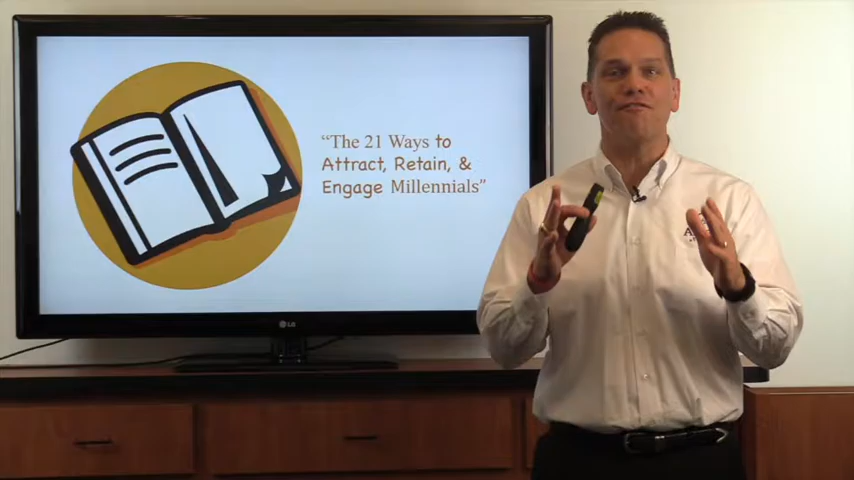 "The 21 Ways to
Attract, Retain, &
Engage Millennials"
LG